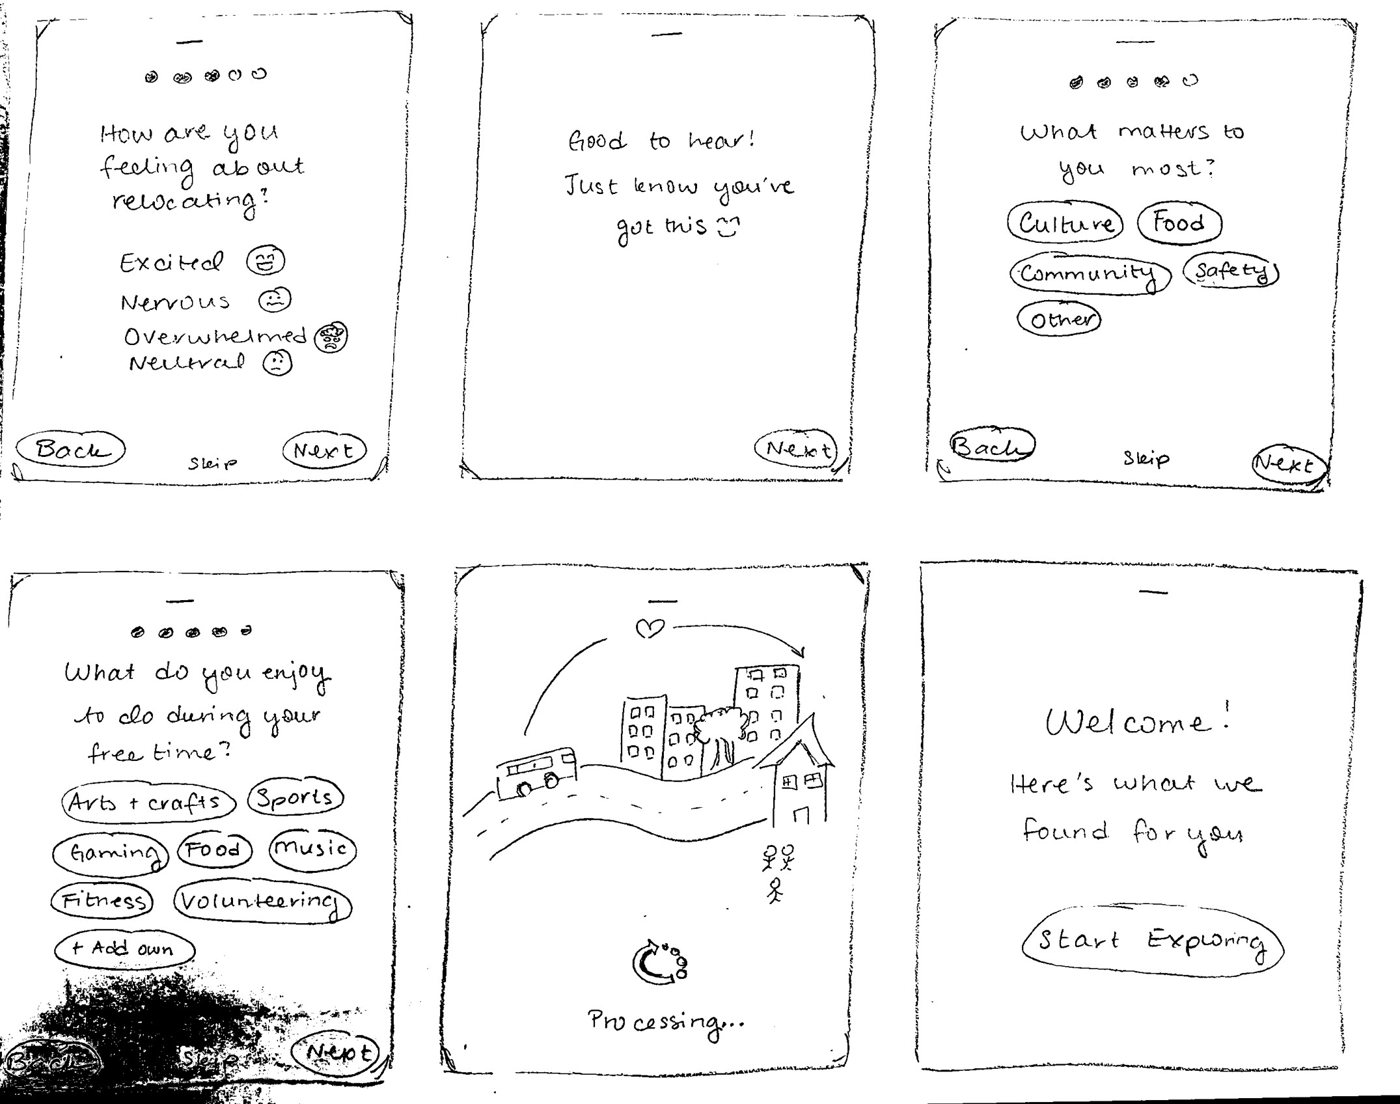 How are you
feeling about
relocating?
Excited
Nervous
Overwhelmed
Neutral
Back
Skip
Next
Good to hear!
Just know you've
got this
Next
What matters to
you most?
Culture
Food
Community
Safety
Other
Back
Skip
Next
What do you enjoy
to do during your
free time?
Arts + crafts
Sports
Gaming
Food
Music
Fitness
Volunteering
+ Add own
Back
Skip
Next
Processing...
Welcome!
Here's what we
found for you
Start Exploring